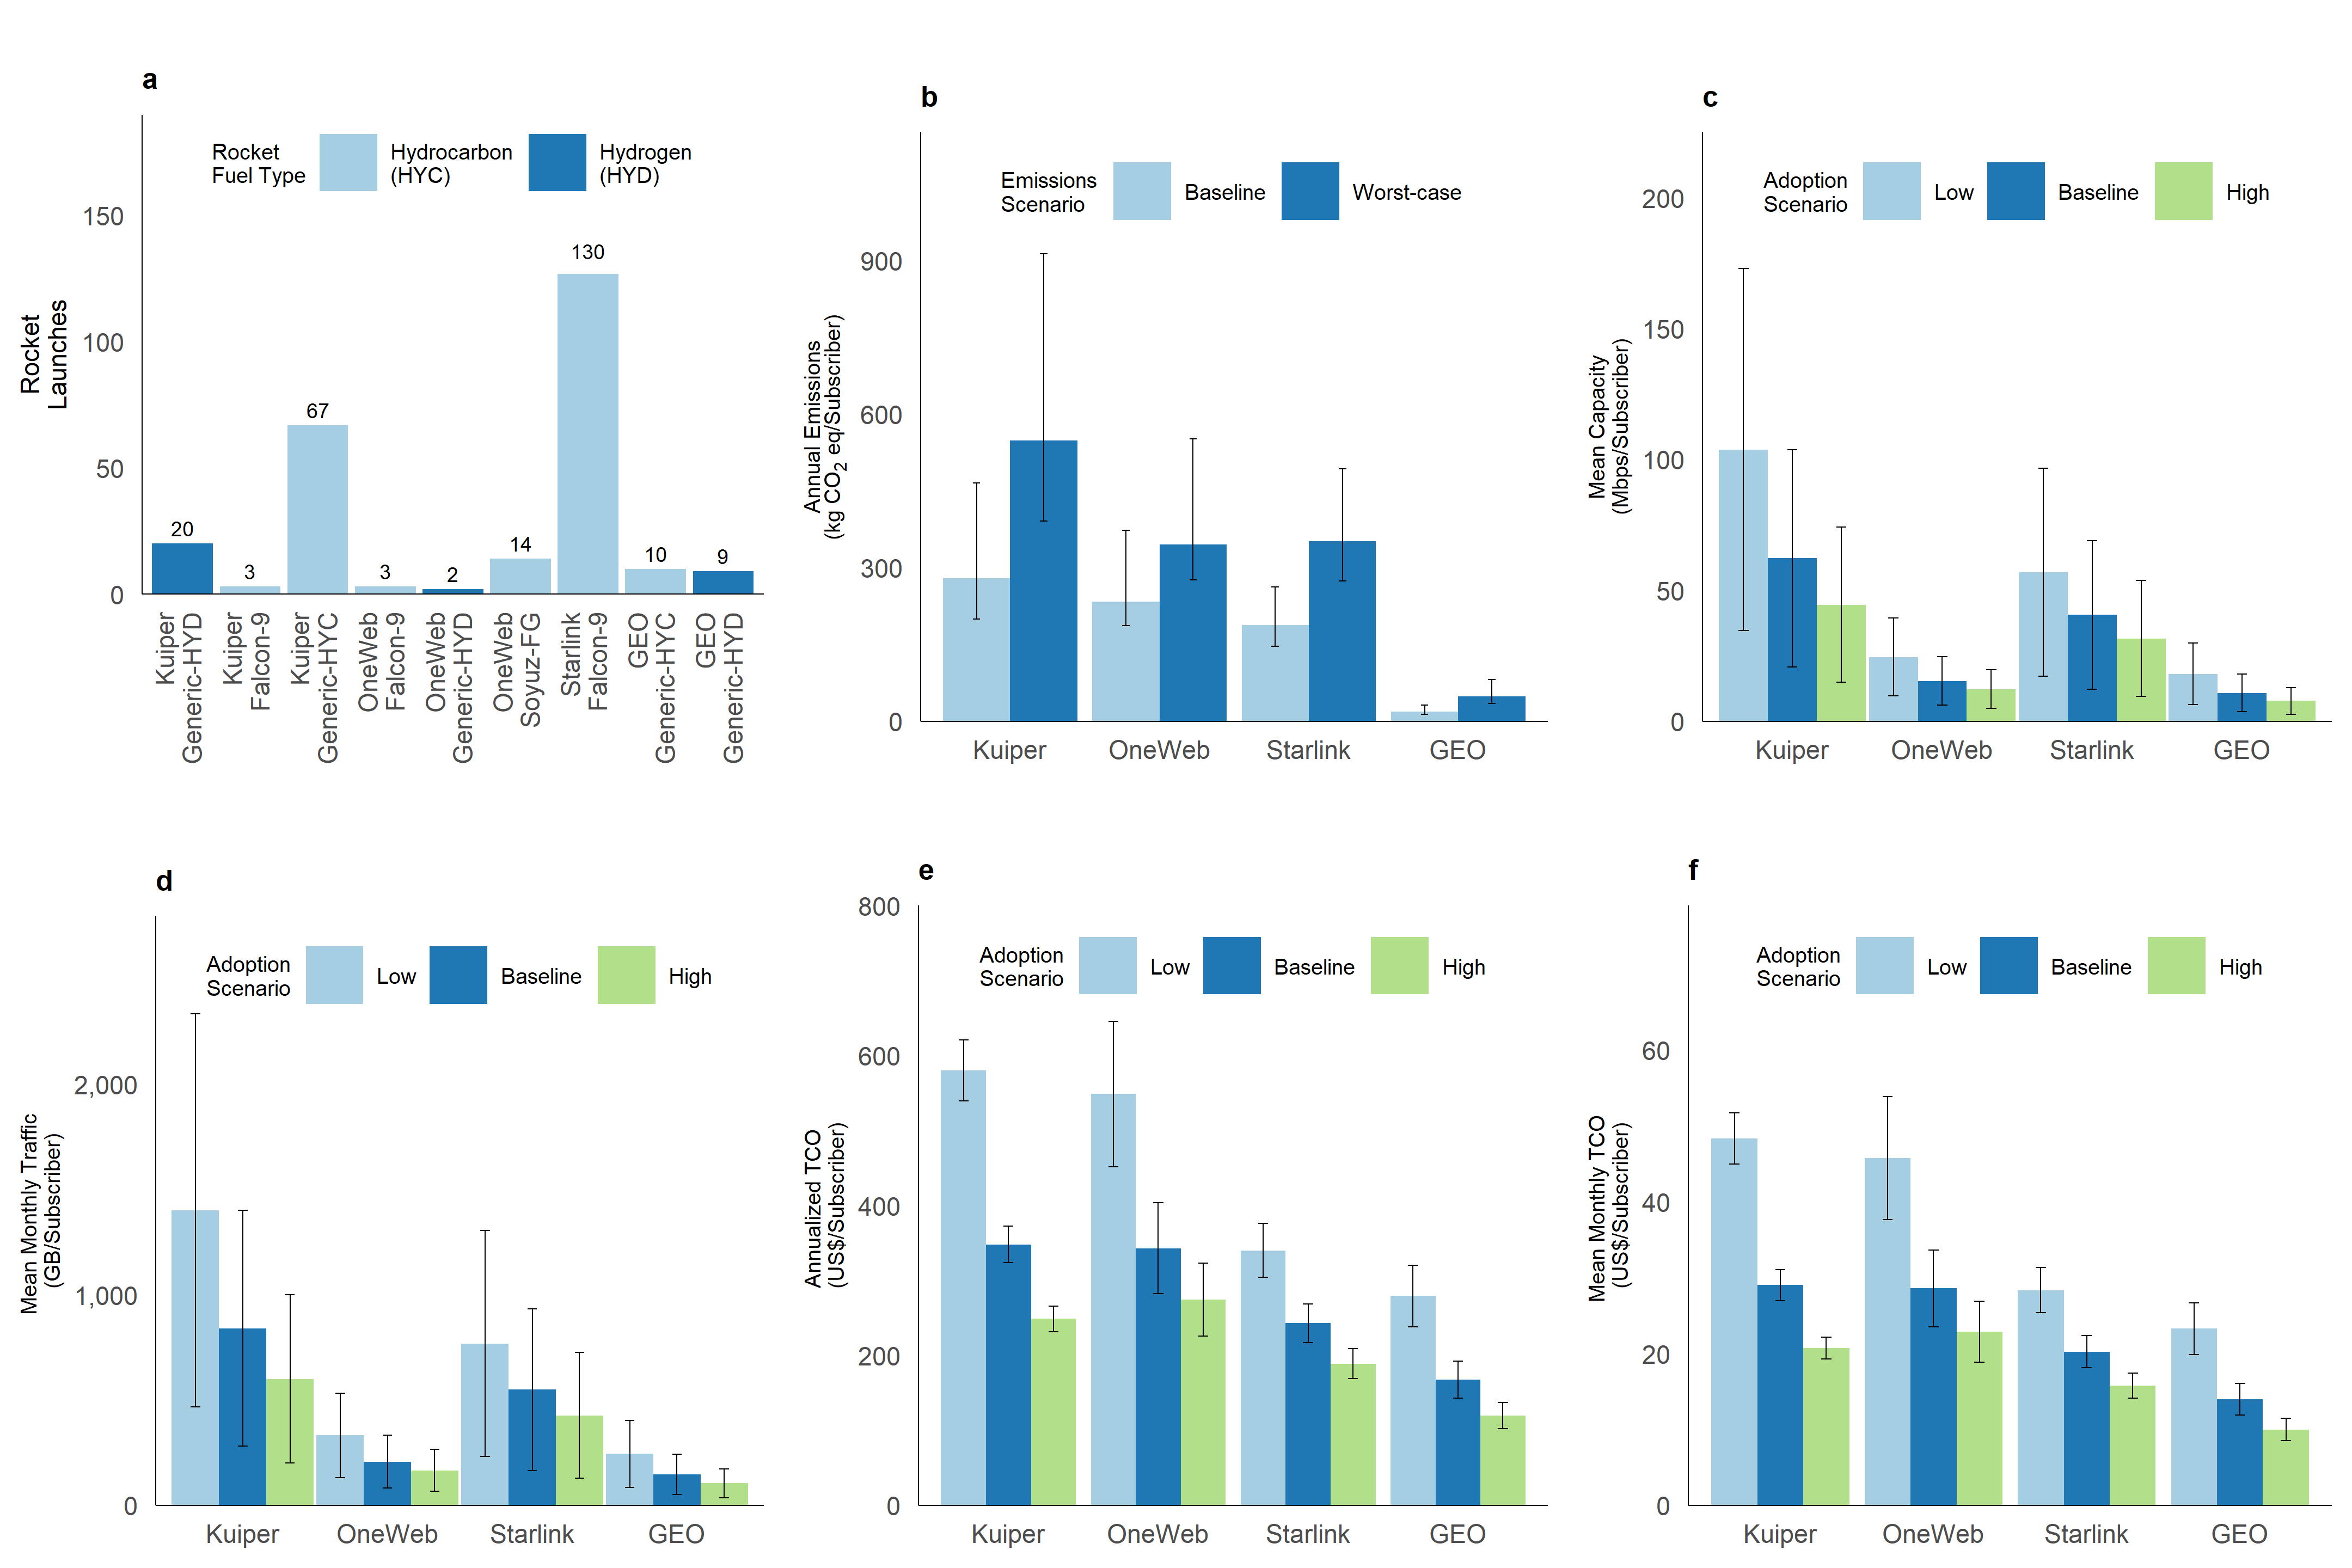 a
Rocket
Fuel Type
Hydrocarbon
(HYC)
Hydrogen
(HYD)
Rocket
Launches
150
100
50
0
20
3
67
3
2
14
130
10
9
Kuiper
Generic-HYD
Kuiper
Falcon-9
Kuiper
Generic-HYC
OneWeb
Falcon-9
OneWeb
Generic-HYD
OneWeb
Soyuz-FG
Starlink
Falcon-9
GEO
Generic-HYC
GEO
Generic-HYD
b
Emissions
Scenario
Baseline
Worst-case
Annual Emissions
(kg CO₂ eq/Subscriber)
900
600
300
0
Kuiper
OneWeb
Starlink
GEO
c
Adoption
Scenario
Low
Baseline
High
Mean Capacity
(Mbps/Subscriber)
200
150
100
50
0
Kuiper
OneWeb
Starlink
GEO
d
Adoption
Scenario
Low
Baseline
High
Mean Monthly Traffic
(GB/Subscriber)
2,000
1,000
0
Kuiper
OneWeb
Starlink
GEO
e
Adoption
Scenario
Low
Baseline
High
Annualized TCO
(US$/Subscriber)
800
600
400
200
0
Kuiper
OneWeb
Starlink
GEO
f
Adoption
Scenario
Low
Baseline
High
Mean Monthly TCO
(US$/Subscriber)
60
40
20
0
Kuiper
OneWeb
Starlink
GEO